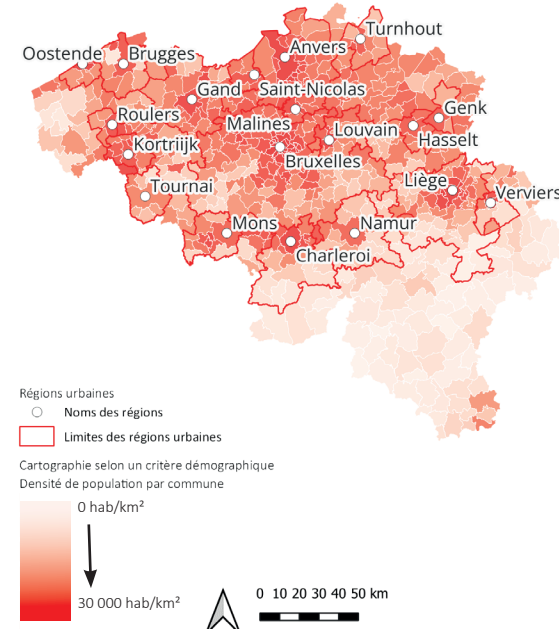 Turnhout
Oostende
Brugges
Anvers
Gand
Saint-Nicolas
Genk
Roulers
Malines
Louvain
Hasselt
Kortriijk
Bruxelles
Tournai
Liège
Verviers
Mons
Namur
Charleroi
Régions urbaines
Noms des régions
Limites des régions urbaines
Cartographie selon un critère démographique
Densité de population par commune
0 hab/km²
30 000 hab/km²
0 10 20 30 40 50 km